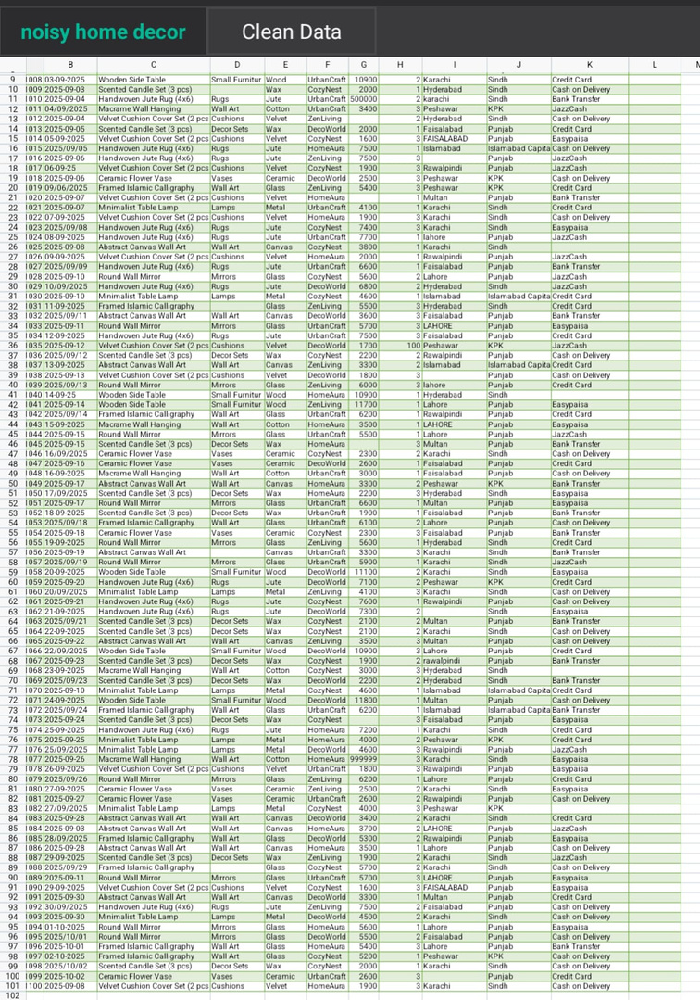 noisy home decor Clean Data
B C D E F G H I J K L
9 1008 03-09-2025 Wooden Side Table Small Furnitur Wood UrbanCraft 10900 2 Karachi Sindh Credit Card
10 1009 2025-09-03 Scented Candle Set (3 pcs) Wax CozyNest 2000 1 Hyderabad Sindh Cash on Delivery
11 1010 2025-09-04 Handwoven Jute Rug (4x6) Rugs Jute UrbanCraft 500000 2 karachi Sindh Bank Transfer
12 1011 04/09/2025 Macrame Wall Hanging Wall Art Cotton UrbanCraft 3400 3 Peshawar KPK JazzCash
13 1012 2025-09-04 Velvet Cushion Cover Set (2 pcs Cushions Velvet ZenLiving 2 Hyderabad Sindh Cash on Delivery
14 1013 2025-09-05 Scented Candle Set (3 pcs) Decor Sets Wax DecoWorld 2000 1 Faisalabad Punjab Credit Card
15 1014 05-09-2025 Velvet Cushion Cover Set (2 pcs Cushions Velvet CozyNest 1600 3 FAISALABAD Punjab Easypaisa
16 1015 2025/09/05 Handwoven Jute Rug (4x6) Rugs Jute HomeAura 7500 1 Islamabad Islamabad Capita Cash on Delivery
17 1016 2025-09-06 Handwoven Jute Rug (4x6) Rugs Jute UrbanCraft 7500 3 Punjab JazzCash
18 1017 06-09-25 Velvet Cushion Cover Set (2 pcs Cushions Velvet CozyNest 1900 3 Rawalpindi Punjab JazzCash
19 1018 2025-09-06 Ceramic Flower Vase Vases Ceramic DecoWorld 2500 3 Peshawar KPK Cash on Delivery
20 1019 09/06/2025 Framed Islamic Calligraphy Wall Art Glass CozyNest 5400 3 Peshawar KPK Credit Card
21 1020 2025-09-07 Velvet Cushion Cover Set (2 pcs Cushions Velvet HomeAura 1 Multan Punjab Bank Transfer
22 1021 2025-09-07 Minimalist Table Lamp Lamps Metal UrbanCraft 4100 1 Karachi Sindh Credit Card
23 1022 07-09-2025 Velvet Cushion Cover Set (2 pcs Cushions Velvet HomeAura 1900 3 Karachi Sindh Cash on Delivery
24 1023 2025/09/08 Handwoven Jute Rug (4x6) Rugs Jute CozyNest 7400 3 Karachi Sindh Easypaisa
25 1024 08-09-2025 Handwoven Jute Rug (4x6) Rugs Jute UrbanCraft 7700 1 lahore Punjab JazzCash
26 1025 2025-09-08 Abstract Canvas Wall Art Wall Art Canvas CozyNest 3800 1 Karachi Sindh
27 1026 09-09-2025 Velvet Cushion Cover Set (2 pcs Cushions Velvet HomeAura 2000 1 Rawalpindi Punjab JazzCash
28 1027 2025/09/09 Handwoven Jute Rug (4x6) Rugs Jute UrbanCraft 6600 1 Faisalabad Punjab Bank Transfer
29 1028 2025-09-10 Round Wall Mirror Mirrors Glass CozyNest 5600 2 Lahore Punjab JazzCash
30 1029 10/09/2025 Handwoven Jute Rug (4x6) Rugs Jute DecoWorld 6800 2 Hyderabad Sindh Credit Card
31 1030 2025-09-10 Minimalist Table Lamp Lamps Metal CozyNest 4600 1 Islamabad Islamabad Capita Credit Card
32 1031 11-09-2025 Framed Islamic Calligraphy Glass ZenLiving 5500 3 Hyderabad Sindh Credit Card
33 1032 2025/09/11 Abstract Canvas Wall Art Wall Art Canvas DecoWorld 3600 3 Faisalabad Punjab Bank Transfer
34 1033 2025-09-11 Round Wall Mirror Mirrors Glass UrbanCraft 5700 3 LAHORE Punjab Easypaisa
35 1034 12-09-2025 Handwoven Jute Rug (4x6) Rugs Jute UrbanCraft 7500 3 Faisalabad Punjab Credit Card
36 1035 2025-09-12 Velvet Cushion Cover Set (2 pcs Cushions Velvet DecoWorld 1700 100 Peshawar KPK JazzCash
37 1036 2025/09/12 Scented Candle Set (3 pcs) Decor Sets Wax CozyNest 2200 2 Rawalpindi Punjab Cash on Delivery
38 1037 13-09-2025 Abstract Canvas Wall Art Wall Art Canvas ZenLiving 3300 2 Islamabad Islamabad Capita Credit Card
39 1038 2025-09-13 Velvet Cushion Cover Set (2 pcs Cushions Velvet DecoWorld 1800 3 Punjab Cash on Delivery
40 1039 2025/09/13 Round Wall Mirror Mirrors Glass ZenLiving 6000 3 lahore Punjab Credit Card
41 1040 14-09-25 Wooden Side Table Small Furnitur Wood HomeAura 10900 1 Hyderabad Sindh
42 1041 2025-09-14 Wooden Side Table Small Furnitur Wood ZenLiving 11700 1 Lahore Punjab Easypaisa
43 1042 2025/09/14 Framed Islamic Calligraphy Wall Art Glass UrbanCraft 6200 1 Rawalpindi Punjab Credit Card
44 1043 15-09-2025 Macrame Wall Hanging Wall Art Cotton HomeAura 3500 1 LAHORE Punjab Easypaisa
45 1044 2025-09-15 Round Wall Mirror Mirrors Glass UrbanCraft 5500 1 Lahore Punjab JazzCash
46 1045 2025-09-15 Scented Candle Set (3 pcs) Decor Sets Wax HomeAura 3 Multan Punjab Bank Transfer
47 1046 16/09/2025 Ceramic Flower Vase Vases Ceramic CozyNest 2300 2 Karachi Sindh Cash on Delivery
48 1047 2025-09-16 Ceramic Flower Vase Vases Ceramic DecoWorld 2600 1 Faisalabad Punjab Credit Card
49 1048 16-09-2025 Macrame Wall Hanging Wall Art Cotton UrbanCraft 3000 1 Faisalabad Punjab Cash on Delivery
50 1049 2025-09-17 Abstract Canvas Wall Art Wall Art Canvas HomeAura 3300 2 Peshawar KPK Bank Transfer
51 1050 17/09/2025 Scented Candle Set (3 pcs) Decor Sets Wax HomeAura 2200 3 Hyderabad Sindh Easypaisa
52 1051 2025-09-17 Round Wall Mirror Mirrors Glass UrbanCraft 6600 1 Multan Punjab Easypaisa
53 1052 18-09-2025 Scented Candle Set (3 pcs) Decor Sets Wax UrbanCraft 1900 1 Faisalabad Punjab Bank Transfer
54 1053 2025/09/18 Framed Islamic Calligraphy Wall Art Glass UrbanCraft 6100 2 Lahore Punjab Cash on Delivery
55 1054 2025-09-18 Ceramic Flower Vase Vases Ceramic CozyNest 2300 3 Faisalabad Punjab Bank Transfer
56 1055 19-09-2025 Round Wall Mirror Mirrors Glass ZenLiving 5600 1 Hyderabad Sindh Credit Card
57 1056 2025-09-19 Abstract Canvas Wall Art Canvas UrbanCraft 3300 3 Karachi Sindh Bank Transfer
58 1057 2025/09/19 Round Wall Mirror Mirrors Glass UrbanCraft 5900 1 Karachi Sindh JazzCash
59 1058 20-09-2025 Wooden Side Table Small Furnitur Wood DecoWorld 11100 2 Karachi Sindh Easypaisa
60 1059 2025-09-20 Handwoven Jute Rug (4x6) Rugs Jute DecoWorld 7100 2 Peshawar KPK Credit Card
61 1060 20/09/2025 Minimalist Table Lamp Lamps Metal ZenLiving 4100 3 Karachi Sindh Cash on Delivery
62 1061 2025-09-21 Handwoven Jute Rug (4x6) Rugs Jute CozyNest 7600 1 Rawalpindi Punjab Cash on Delivery
63 1062 21-09-2025 Handwoven Jute Rug (4x6) Rugs Jute DecoWorld 7300 2 Sindh Easypaisa
64 1063 2025/09/21 Scented Candle Set (3 pcs) Decor Sets Wax CozyNest 2100 2 Multan Punjab Bank Transfer
65 1064 22-09-2025 Scented Candle Set (3 pcs) Decor Sets Wax CozyNest 2100 2 Karachi Sindh Cash on Delivery
66 1065 2025-09-22 Abstract Canvas Wall Art Wall Art Canvas ZenLiving 3500 3 Multan Punjab Cash on Delivery
67 1066 22/09/2025 Wooden Side Table Small Furnitur Wood DecoWorld 10900 3 Lahore Punjab Credit Card
68 1067 2025-09-23 Scented Candle Set (3 pcs) Decor Sets Wax CozyNest 1900 2 rawalpindi Punjab Bank Transfer
69 1068 23-09-2025 Macrame Wall Hanging Wall Art Cotton CozyNest 3000 3 Hyderabad Sindh
70 1069 2025/09/23 Scented Candle Set (3 pcs) Decor Sets Wax DecoWorld 2200 2 Hyderabad Sindh Bank Transfer
71 1070 2025-09-10 Minimalist Table Lamp Lamps Metal CozyNest 4600 1 Islamabad Islamabad Capita Credit Card
72 1071 24-09-2025 Wooden Side Table Small Furnitur Wood DecoWorld 11800 1 Multan Punjab Cash on Delivery
73 1072 2025/09/24 Framed Islamic Calligraphy Wall Art Glass UrbanCraft 6200 1 Islamabad Islamabad Capita Bank Transfer
74 1073 2025-09-24 Scented Candle Set (3 pcs) Decor Sets Wax CozyNest 3 Faisalabad Punjab Easypaisa
75 1074 25-09-2025 Handwoven Jute Rug (4x6) Rugs Jute HomeAura 7200 1 Karachi Sindh Credit Card
76 1075 2025-09-25 Minimalist Table Lamp Lamps Metal HomeAura 4000 2 Peshawar KPK Credit Card
77 1076 25/09/2025 Minimalist Table Lamp Lamps Metal DecoWorld 4600 3 Rawalpindi Punjab Cash on Delivery
78 1077 2025-09-26 Macrame Wall Hanging Wall Art Cotton HomeAura 999999 3 Karachi Sindh Easypaisa
79 1078 26-09-2025 Velvet Cushion Cover Set (2 pcs Cushions Velvet UrbanCraft 1800 3 Rawalpindi Punjab Easypaisa
80 1079 2025/09/26 Round Wall Mirror Mirrors Glass ZenLiving 6200 1 Lahore Punjab Credit Card
81 1080 27-09-2025 Ceramic Flower Vase Vases Ceramic ZenLiving 2500 2 Karachi Sindh Easypaisa
82 1081 2025-09-27 Ceramic Flower Vase Vases Ceramic DecoWorld 2600 2 Rawalpindi Punjab Cash on Delivery
83 1082 27/09/2025 Minimalist Table Lamp Lamps Metal CozyNest 4000 3 Peshawar KPK
84 1083 2025-09-28 Abstract Canvas Wall Art Wall Art Canvas DecoWorld 3400 2 Karachi Sindh Credit Card
85 1084 2025-09-03 Abstract Canvas Wall Art Wall Art Canvas HomeAura 3700 2 LAHORE Punjab Credit Card
86 1085 28/09/2025 Framed Islamic Calligraphy Wall Art Glass DecoWorld 5300 2 Rawalpindi Punjab Easypaisa
87 1086 2025-09-28 Abstract Canvas Wall Art Wall Art Canvas HomeAura 3500 1 Lahore Punjab Cash on Delivery
88 1087 29-09-2025 Scented Candle Set (3 pcs) Decor Sets Wax ZenLiving 1900 2 Karachi Sindh Cash on Delivery
89 1088 2025/09/29 Framed Islamic Calligraphy Glass CozyNest 5700 2 Karachi Sindh Cash on Delivery
90 1089 2025-09-11 Round Wall Mirror Mirrors Glass UrbanCraft 5700 3 LAHORE Punjab Easypaisa
91 1090 29-09-2025 Velvet Cushion Cover Set (2 pcs Cushions Velvet CozyNest 1600 3 FAISALABAD Punjab Easypaisa
92 1091 2025-09-30 Abstract Canvas Wall Art Wall Art Canvas DecoWorld 3300 1 Multan Punjab Credit Card
93 1092 30/09/2025 Handwoven Jute Rug (4x6) Rugs Jute ZenLiving 7500 2 Faisalabad Punjab Cash on Delivery
94 1093 2025-09-30 Minimalist Table Lamp Lamps Metal DecoWorld 4500 2 Karachi Sindh Credit Card
95 1094 01-10-2025 Round Wall Mirror Mirrors Glass HomeAura 5600 1 Lahore Punjab Easypaisa
96 1095 2025/10/01 Round Wall Mirror Mirrors Glass DecoWorld 5500 2 Faisalabad Punjab Cash on Delivery
97 1096 2025-10-01 Framed Islamic Calligraphy Wall Art Glass HomeAura 5400 3 Lahore Punjab Bank Transfer
98 1097 02-10-2025 Framed Islamic Calligraphy Wall Art Glass CozyNest 5200 1 Peshawar KPK Credit Card
99 1098 2025/10/02 Scented Candle Set (3 pcs) Decor Sets Wax CozyNest 2000 1 Karachi Sindh Credit Card
100 1099 2025-10-02 Ceramic Flower Vase Vases Ceramic UrbanCraft 2600 3 Punjab Credit Card
101 1100 2025-09-08 Velvet Cushion Cover Set (2 pcs Cushions Velvet HomeAura 1900 3 Karachi Sindh Cash on Delivery
102